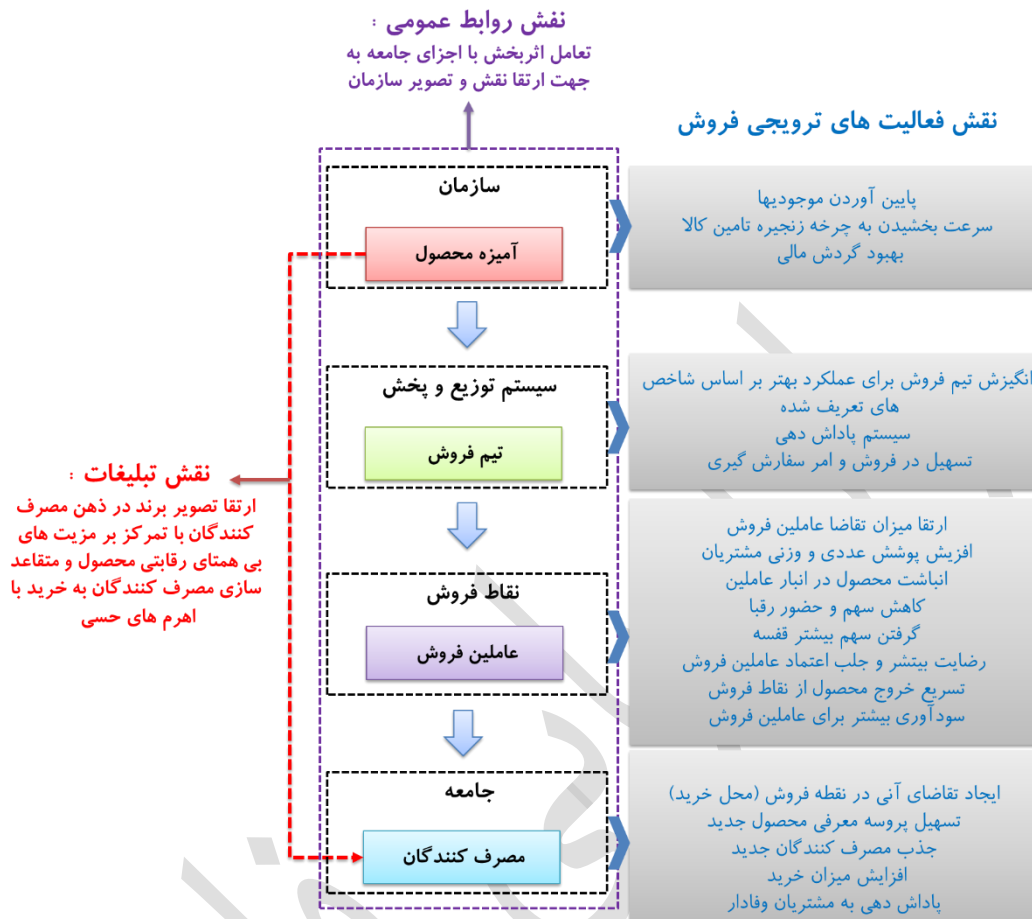 نقش روابط عمومی :
تعامل اثربخش با اجزای جامعه به
جهت ارتقا نقش و تصویر سازمان
نقش فعالیت های ترویجی فروش
سازمان
آمیزه محصول
پایین آوردن موجودیها
سرعت بخشیدن به چرخه زنجیره تامین کالا
بهبود گردش مالی
سیستم توزیع و پخش
تیم فروش
انگیزش تیم فروش برای عملکرد بهتر بر اساس شاخص
های تعریف شده
سیستم پاداش دهی
تسهیل در فروش و امر سفارش گیری
نقش تبلیغات :
ارتقا تصویر برند در ذهن مصرف
کنندگان با تمرکز بر مزیت های
بی همتای رقابتی محصول و متقاعد
سازی مصرف کنندگان به خرید با
اهرم های حسی
نقاط فروش
عاملین فروش
ارتقا میزان تقاضا عاملین فروش
افزیش پوشش عددی و وزنی مشتریان
انباشت محصول در انبار عاملین
کاهش سهم و حضور رقبا
گرفتن سهم بیشتر قفسه
رضایت بیتشر و جلب اعتماد عاملین فروش
تسریع خروج محصول از نقاط فروش
سودآوری بیشتر برای عاملین فروش
جامعه
مصرف کنندگان
ایجاد تقاضای آنی در نقطه فروش (محل خرید)
تسهیل پروسه معرفی محصول جدید
جذب مصرف کنندگان جدید
افزایش میزان خرید
پاداش دهی به مشتریان وفادار